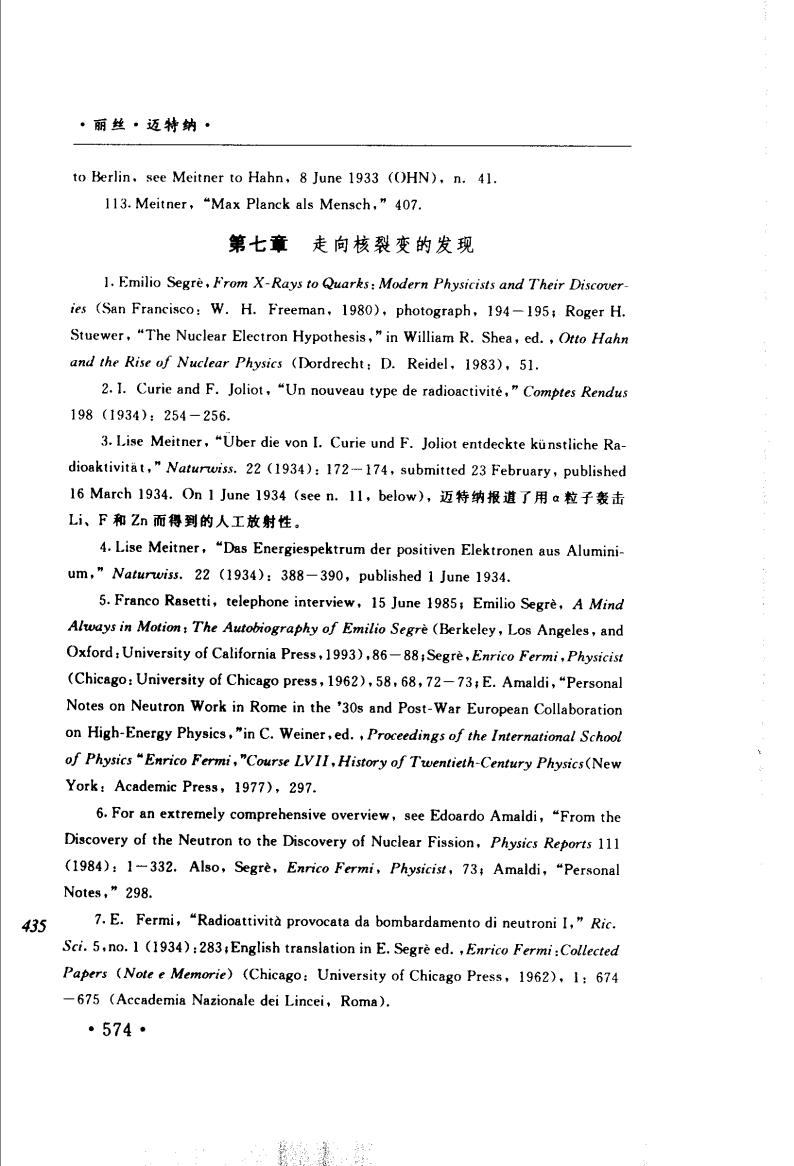 ·丽丝·迈特纳·
to Berlin, see Meitner to Hahn, 8 June 1933 (OHN), n. 41.
113. Meitner, “Max Planck als Mensch,” 407.
第七章 走向核裂变的发现
1. Emilio Segrè, From X-Rays to Quarks: Modern Physicists and Their Discover-
ies (San Francisco: W. H. Freeman, 1980), photograph, 194－195; Roger H.
Stuewer, “The Nuclear Electron Hypothesis,” in William R. Shea, ed., Otto Hahn
and the Rise of Nuclear Physics (Dordrecht: D. Reidel, 1983), 51.
2. I. Curie and F. Joliot, “Un nouveau type de radioactivité,” Comptes Rendus
198 (1934): 254－256.
3. Lise Meitner, “Über die von I. Curie und F. Joliot entdeckte künstliche Ra-
dioaktivität,” Naturwiss. 22 (1934): 172－174, submitted 23 February, published
16 March 1934. On 1 June 1934 (see n. 11, below), 迈特纳报道了用 α 粒子轰击
Li、F 和 Zn 而得到的人工放射性。
4. Lise Meitner, “Das Energiespektrum der positiven Elektronen aus Alumini-
um,” Naturwiss. 22 (1934): 388－390, published 1 June 1934.
5. Franco Rasetti, telephone interview, 15 June 1985; Emilio Segrè, A Mind
Always in Motion: The Autobiography of Emilio Segrè (Berkeley, Los Angeles, and
Oxford: University of California Press, 1993), 86－88; Segrè, Enrico Fermi, Physicist
(Chicago: University of Chicago press, 1962), 58, 68, 72－73; E. Amaldi, “Personal
Notes on Neutron Work in Rome in the '30s and Post-War European Collaboration
on High-Energy Physics,” in C. Weiner, ed., Proceedings of the International School
of Physics “Enrico Fermi,” Course LVII, History of Twentieth-Century Physics (New
York: Academic Press, 1977), 297.
6. For an extremely comprehensive overview, see Edoardo Amaldi, “From the
Discovery of the Neutron to the Discovery of Nuclear Fission, Physics Reports 111
(1984): 1－332. Also, Segrè, Enrico Fermi, Physicist, 73; Amaldi, “Personal
Notes,” 298.
435 7. E. Fermi, “Radioattività provocata da bombardamento di neutroni I,” Ric.
Sci. 5, no. 1 (1934): 283; English translation in E. Segrè ed., Enrico Fermi: Collected
Papers (Note e Memorie) (Chicago: University of Chicago Press, 1962), 1: 674
－675 (Accademia Nazionale dei Lincei, Roma).
·574·